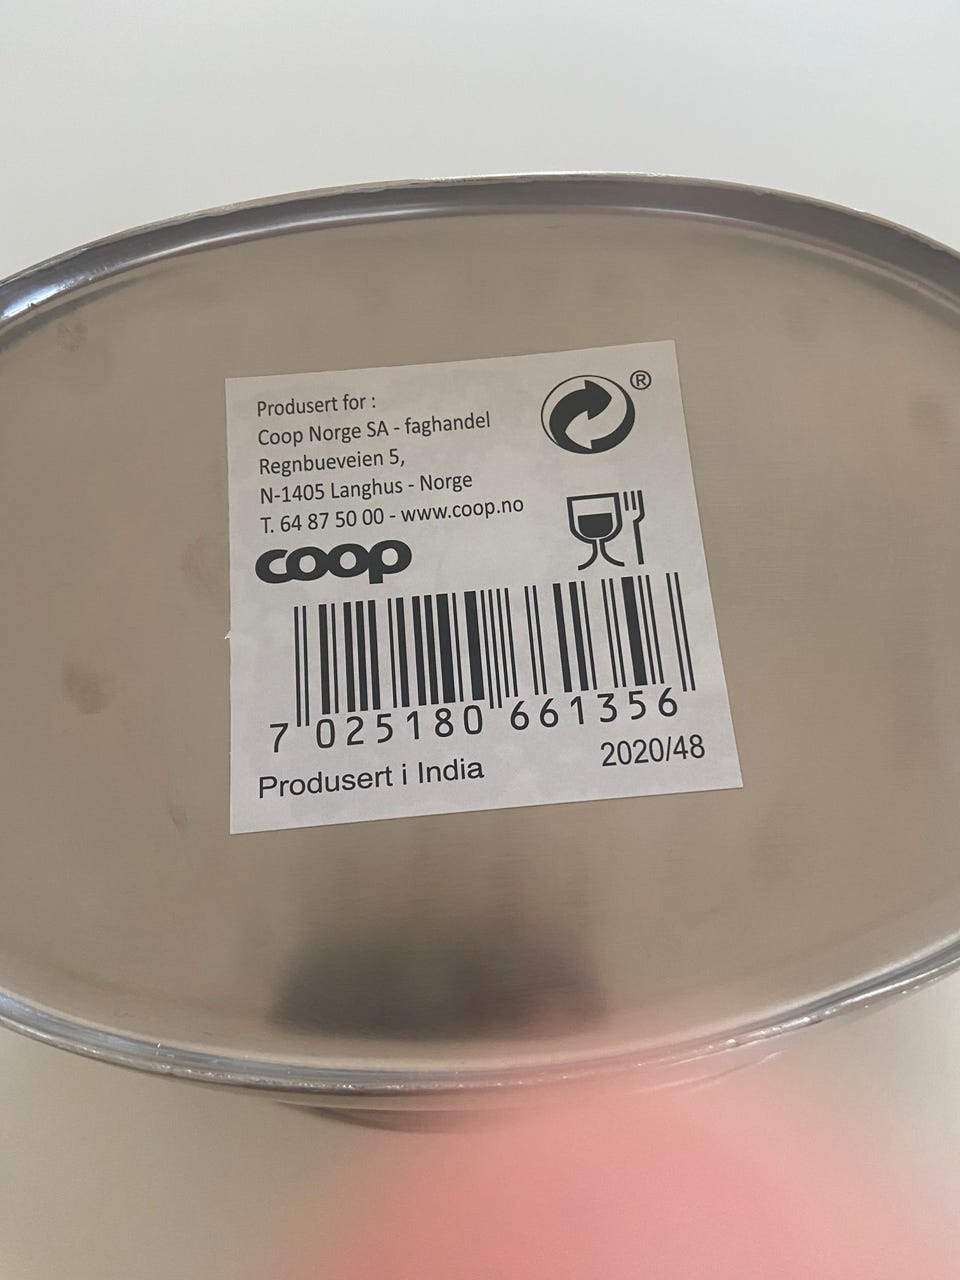 Produsert for :
Coop Norge SA - faghandel
Regnbueveien 5,
N-1405 Langhus - Norge
T. 64 87 50 00 - www.coop.no
®
coop
7 025180 661356
Produsert i India
2020/48